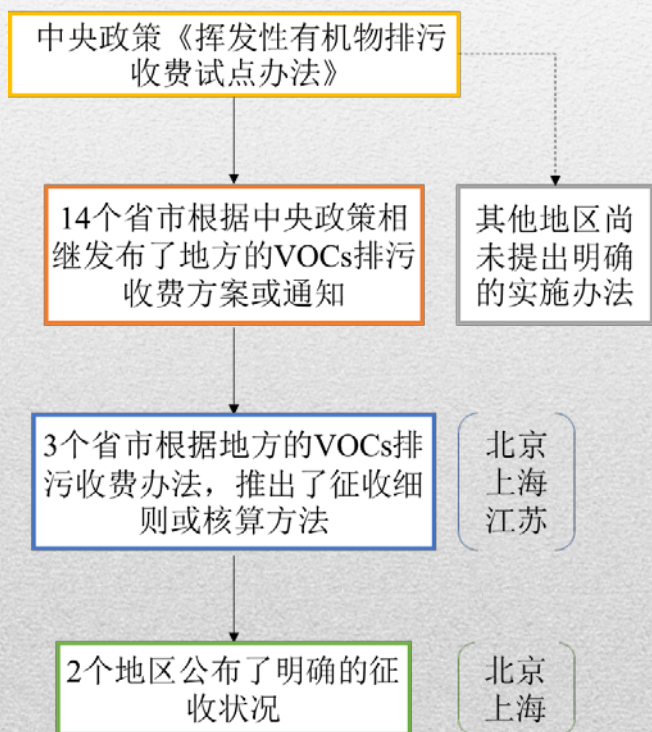 中央政策《挥发性有机物排污
收费试点办法》
14个省市根据中央政策相
继发布了地方的VOCs排污
收费方案或通知
其他地区尚
未提出明确
的实施办法
3个省市根据地方的VOCs排
污收费办法，推出了征收细
则或核算方法
北京
上海
江苏
2个地区公布了明确的征
收状况
北京
上海